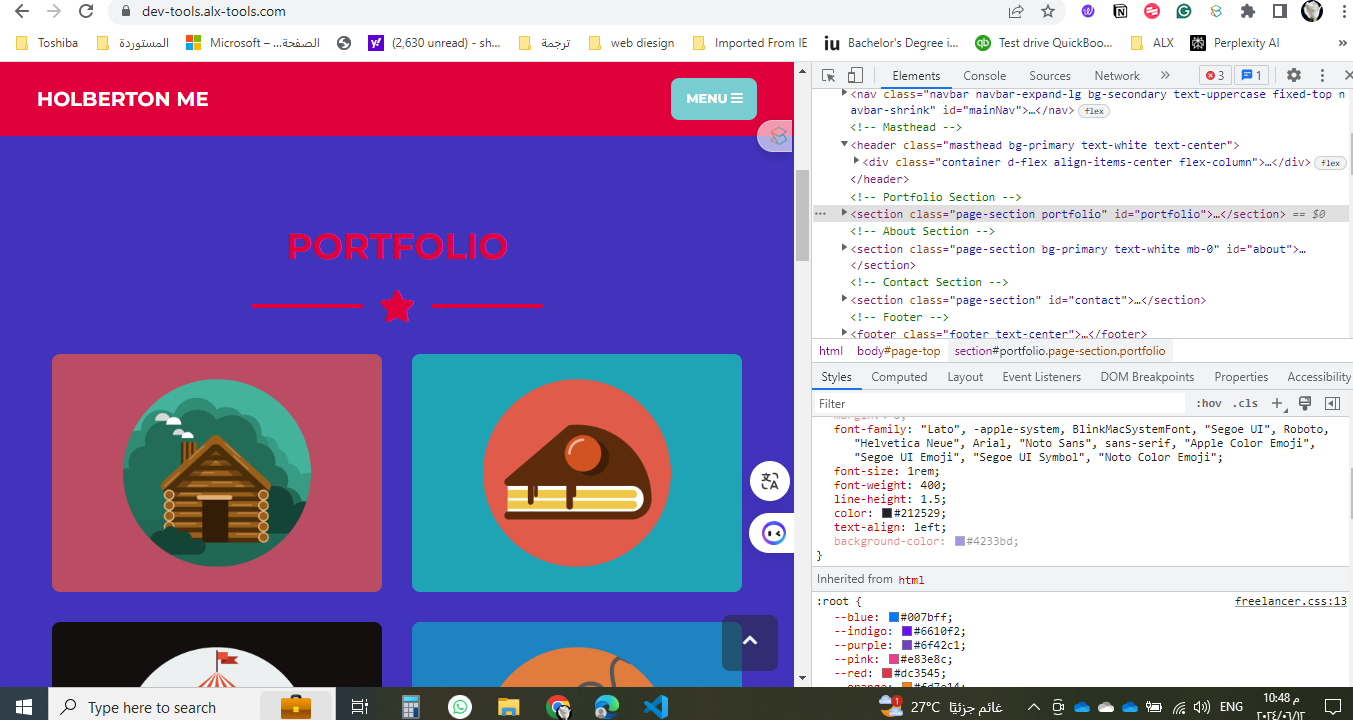 dev-tools.alx-tools.com
Toshiba
المستوردة
Microsoft – ...الصفحة
(2,630 unread) - sh...
ترجمة
web diesign
Imported From IE
iu Bachelor's Degree i...
qb Test drive QuickBoo...
ALX
Perplexity AI
»
HOLBERTON ME
MENU
PORTFOLIO
Elements
Console
Sources
Network
»
3
1
<nav class="navbar navbar-expand-lg bg-secondary text-uppercase fixed-top n
avbar-shrink" id="mainNav">…</nav> flex
<!-- Masthead -->
<header class="masthead bg-primary text-white text-center">
<div class="container d-flex align-items-center flex-column">…</div> flex
</header>
<!-- Portfolio Section -->
<section class="page-section portfolio" id="portfolio">…</section> == $0
<!-- About Section -->
<section class="page-section bg-primary text-white mb-0" id="about">…
</section>
<!-- Contact Section -->
<section class="page-section" id="contact">…</section>
<!-- Footer -->
<footer class="footer text-center">…</footer>
html body#page-top section#portfolio.page-section.portfolio
Styles Computed Layout Event Listeners DOM Breakpoints Properties Accessibility
Filter
:hov .cls +
margin: 0;
font-family: "Lato", -apple-system, BlinkMacSystemFont, "Segoe UI", Roboto,
"Helvetica Neue", Arial, "Noto Sans", sans-serif, "Apple Color Emoji",
"Segoe UI Emoji", "Segoe UI Symbol", "Noto Color Emoji";
font-size: 1rem;
font-weight: 400;
line-height: 1.5;
color: #212529;
text-align: left;
background-color: #4233bd;
}
Inherited from html
:root {
freelancer.css:13
--blue: #007bff;
--indigo: #6610f2;
--purple: #6f42c1;
--pink: #e83e8c;
--red: #dc3545;
--orange: #fd7e14
Type here to search
1
27°C غائم جزئيًا
ENG
10:48 م
٢٠٢٤/٠٦/١٢